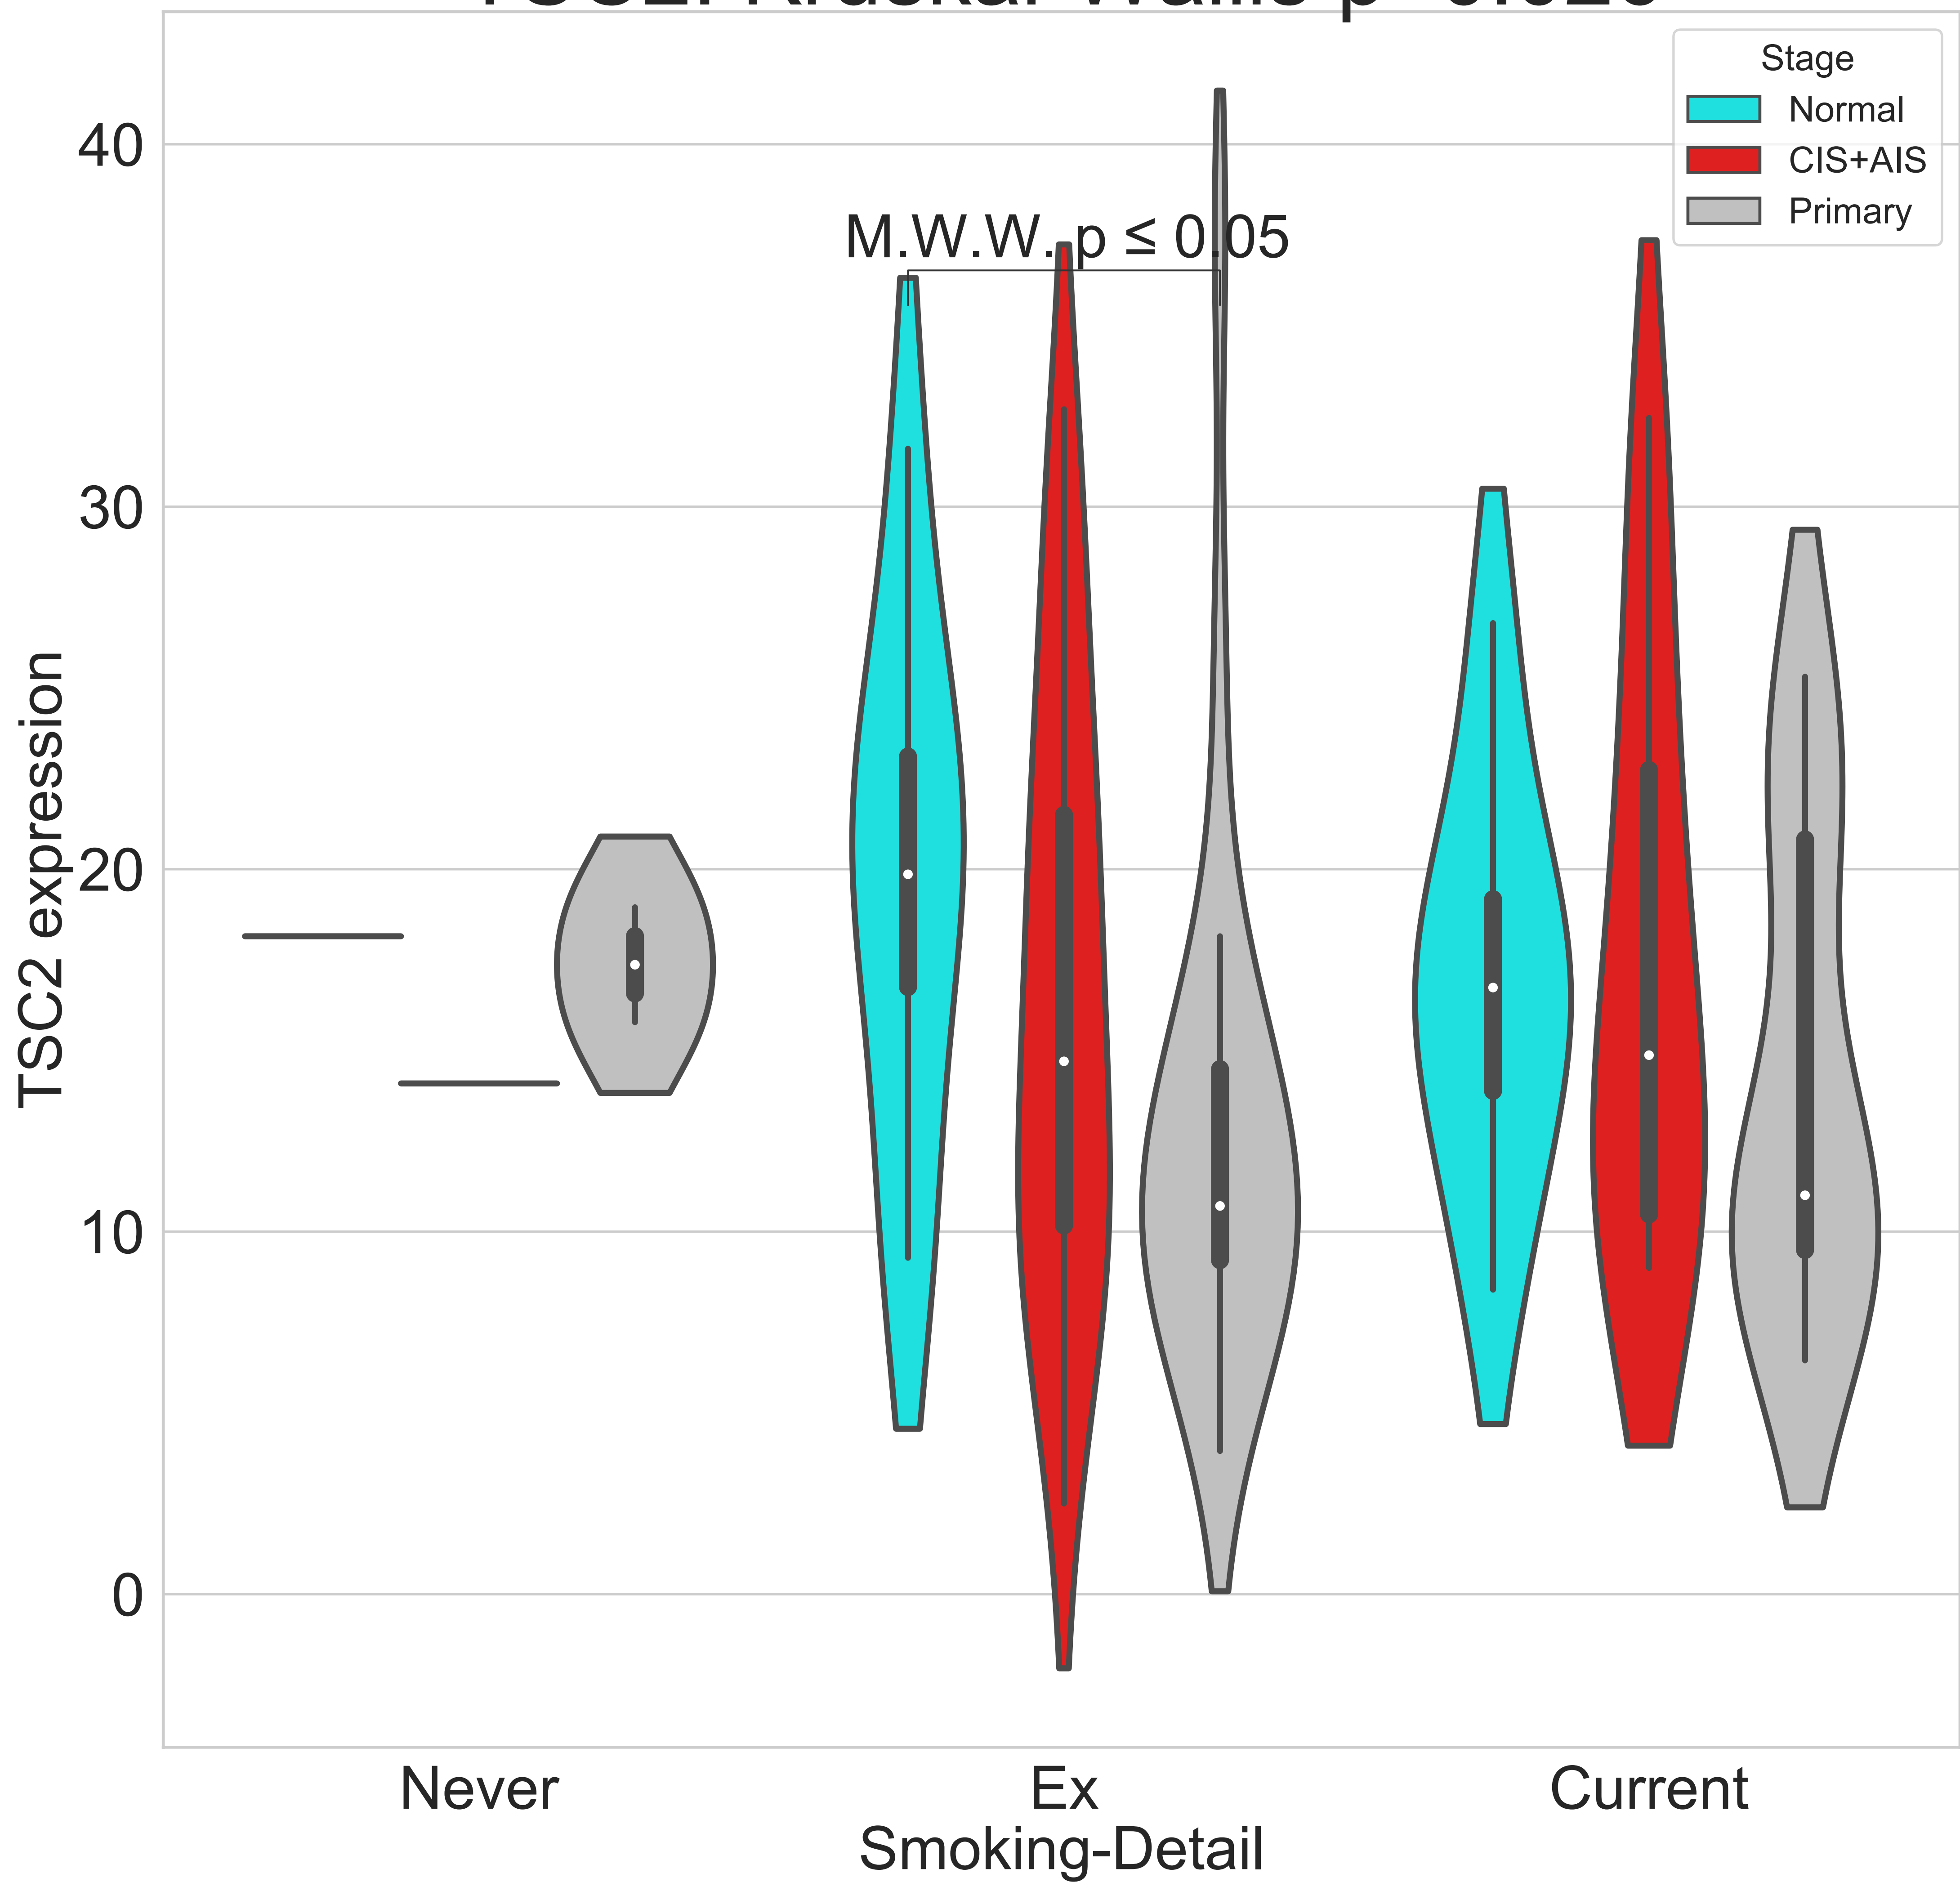 Stage
Normal
CIS+AIS
Primary
M.W.W. p ≤ 0.05
40
30
20
10
0
TSC2 expression
Never
Ex
Current
Smoking-Detail